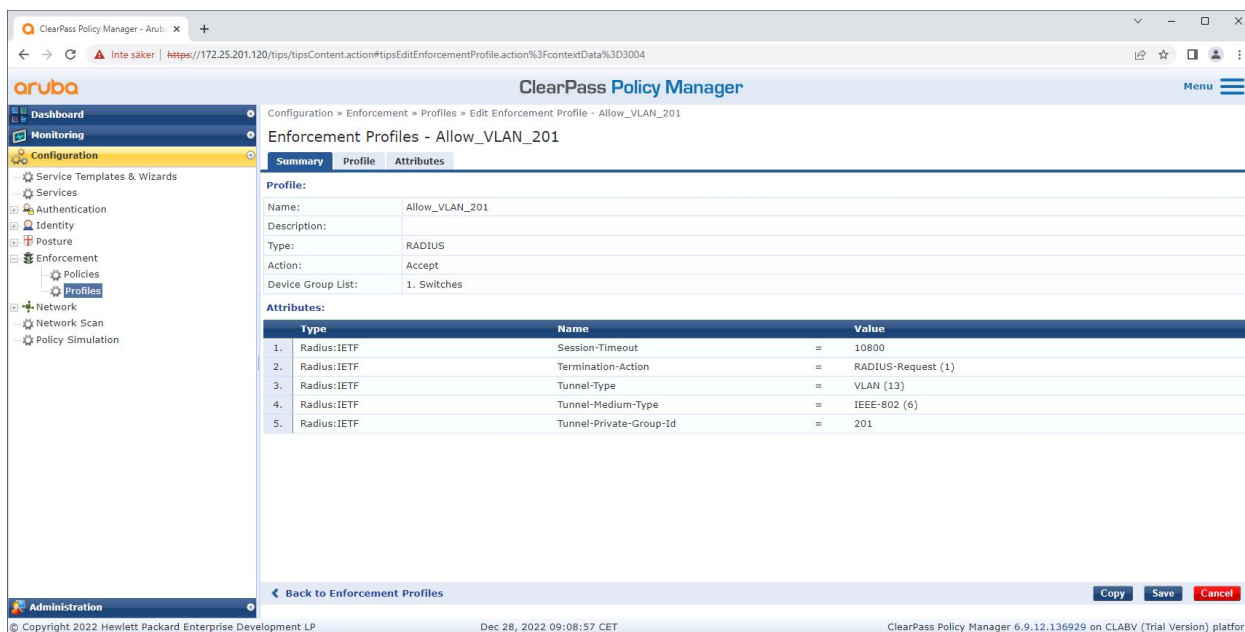 ClearPass Policy Manager - Arub
Inte säker | https://172.25.201.120/tips/tipsContent.action#tipsEditEnforcementProfile.action%3FcontextData%3D3004
aruba
ClearPass Policy Manager
Menu
Dashboard
Monitoring
Configuration
Service Templates & Wizards
Services
Authentication
Identity
Posture
Enforcement
Policies
Profiles
Network
Network Scan
Policy Simulation
Administration
Configuration » Enforcement » Profiles » Edit Enforcement Profile - Allow_VLAN_201
Enforcement Profiles - Allow_VLAN_201
Summary Profile Attributes
Profile:
Name: Allow_VLAN_201
Description:
Type: RADIUS
Action: Accept
Device Group List: 1. Switches
Attributes:
Type Name Value
1. Radius:IETF Session-Timeout = 10800
2. Radius:IETF Termination-Action = RADIUS-Request (1)
3. Radius:IETF Tunnel-Type = VLAN (13)
4. Radius:IETF Tunnel-Medium-Type = IEEE-802 (6)
5. Radius:IETF Tunnel-Private-Group-Id = 201
Back to Enforcement Profiles Copy Save Cancel
© Copyright 2022 Hewlett Packard Enterprise Development LP Dec 28, 2022 09:08:57 CET ClearPass Policy Manager 6.9.12.136929 on CLABV (Trial Version) platfor